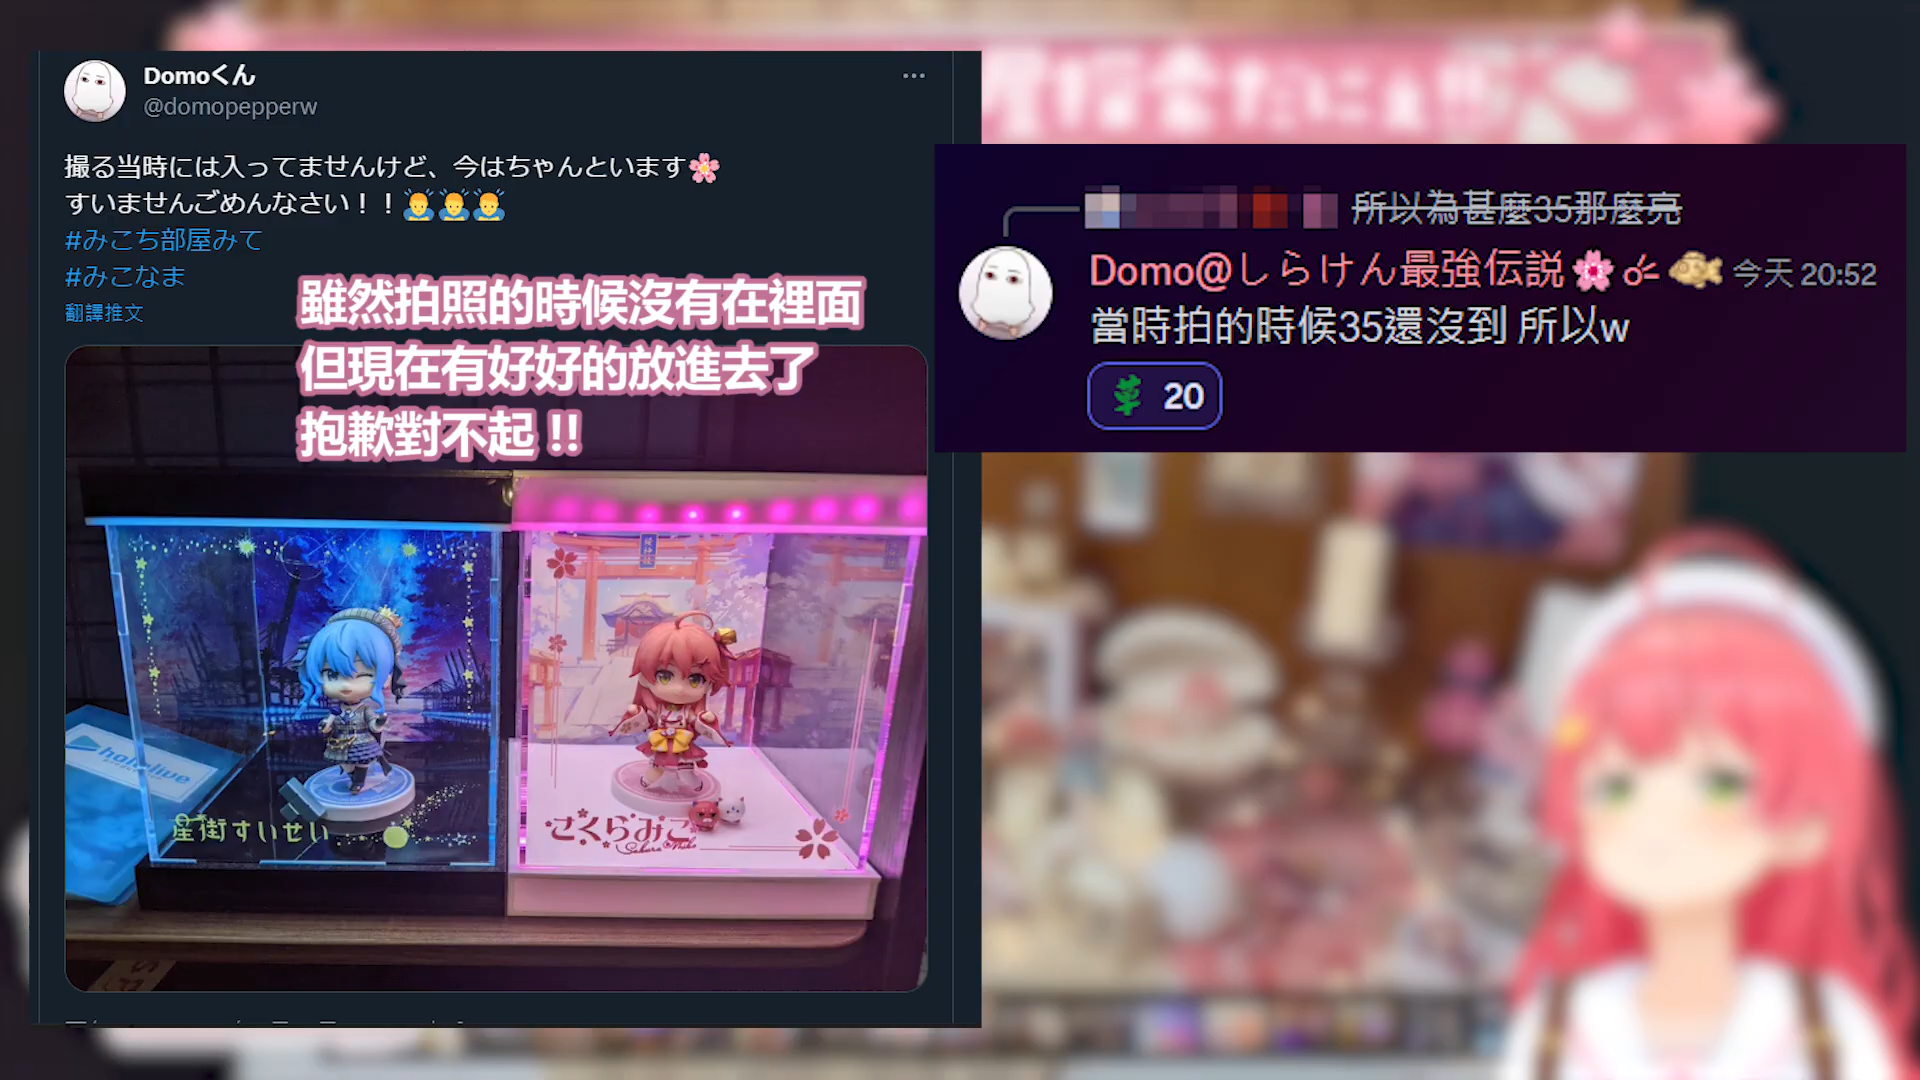 Domoくん
@domopepperw
撮る当時には入ってませんけど、今はちゃんといます🌸
すいませんごめんなさい！！🙇‍♂️🙇‍♂️🙇‍♂️
#みこち部屋みて
#みこなま
翻譯推文
雖然拍照的時候沒有在裡面
但現在有好好的放進去了
抱歉對不起 !!
hololive
星街すいせい
さくらみこ
Sakura Miko
所以為甚麼35那麼亮
Domo@しらけん最強伝説🌸 今天 20:52
當時拍的時候35還沒到 所以w
草 20